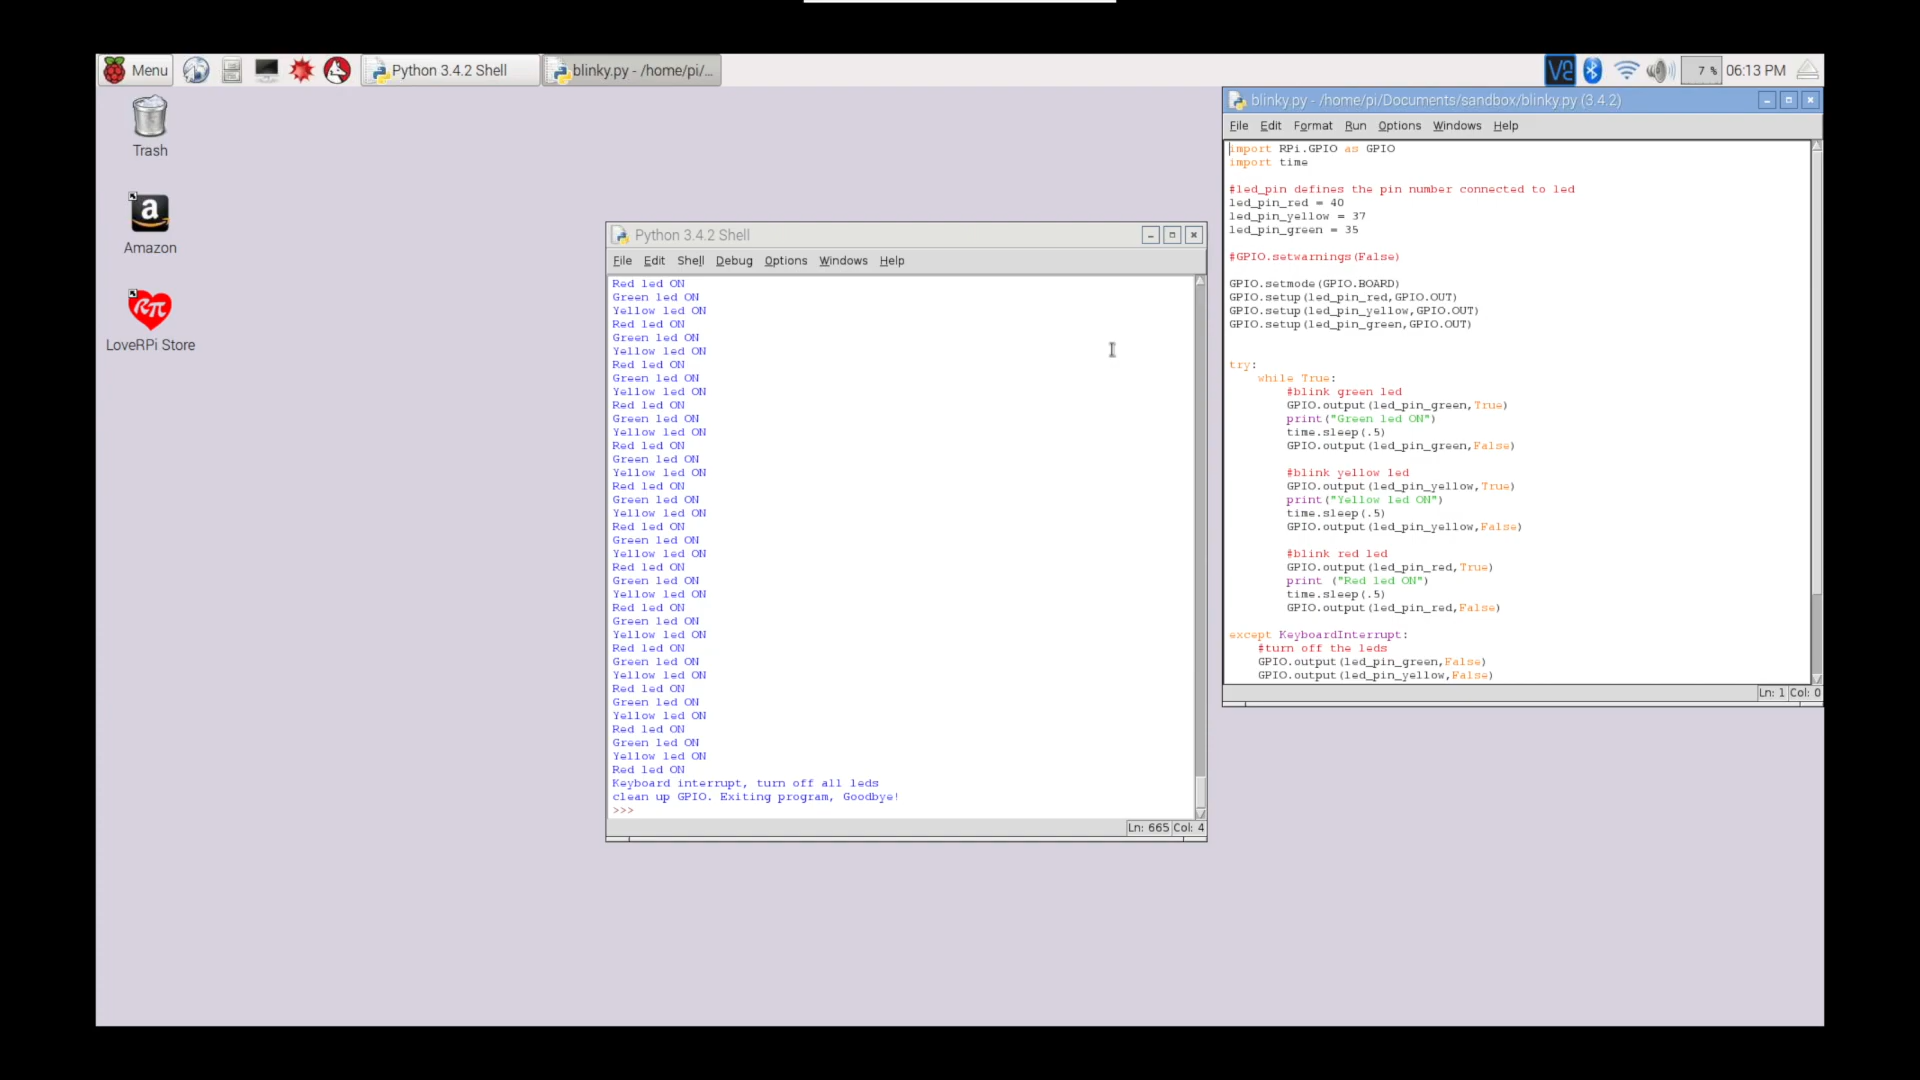 Menu
Python 3.4.2 Shell
blinky.py - /home/pi/...
7 %
06:13 PM
Trash
Amazon
LoveRPi Store
Python 3.4.2 Shell
File Edit Shell Debug Options Windows Help
Red led ON
Green led ON
Yellow led ON
Red led ON
Green led ON
Yellow led ON
Red led ON
Green led ON
Yellow led ON
Red led ON
Green led ON
Yellow led ON
Red led ON
Green led ON
Yellow led ON
Red led ON
Green led ON
Yellow led ON
Red led ON
Green led ON
Yellow led ON
Red led ON
Green led ON
Yellow led ON
Red led ON
Green led ON
Yellow led ON
Red led ON
Green led ON
Yellow led ON
Red led ON
Green led ON
Yellow led ON
Red led ON
Green led ON
Yellow led ON
Red led ON
Keyboard interrupt, turn off all leds
clean up GPIO. Exiting program, Goodbye!
>>>
Ln: 665 Col: 4
blinky.py - /home/pi/Documents/sandbox/blinky.py (3.4.2)
File Edit Format Run Options Windows Help
import RPi.GPIO as GPIO
import time
#led_pin defines the pin number connected to led
led_pin_red = 40
led_pin_yellow = 37
led_pin_green = 35
#GPIO.setwarnings(False)
GPIO.setmode(GPIO.BOARD)
GPIO.setup(led_pin_red,GPIO.OUT)
GPIO.setup(led_pin_yellow,GPIO.OUT)
GPIO.setup(led_pin_green,GPIO.OUT)
try:
while True:
#blink green led
GPIO.output(led_pin_green,True)
print("Green led ON")
time.sleep(.5)
GPIO.output(led_pin_green,False)
#blink yellow led
GPIO.output(led_pin_yellow,True)
print("Yellow led ON")
time.sleep(.5)
GPIO.output(led_pin_yellow,False)
#blink red led
GPIO.output(led_pin_red,True)
print ("Red led ON")
time.sleep(.5)
GPIO.output(led_pin_red,False)
except KeyboardInterrupt:
#turn off the leds
GPIO.output(led_pin_green,False)
GPIO.output(led_pin_yellow,False)
Ln: 1 Col: 0